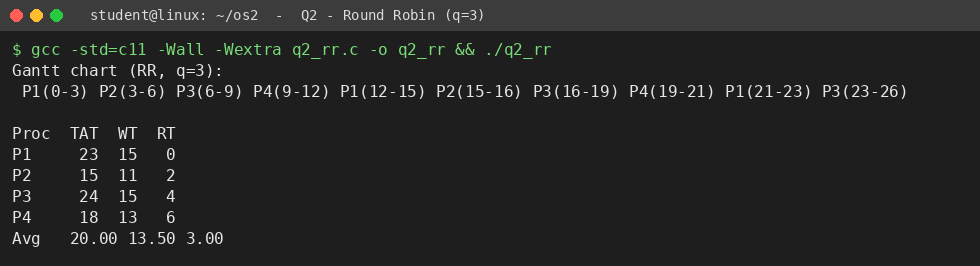 student@linux: ~/os2  -  Q2 - Round Robin (q=3)
$ gcc -std=c11 -Wall -Wextra q2_rr.c -o q2_rr && ./q2_rr
Gantt chart (RR, q=3):
 P1(0-3) P2(3-6) P3(6-9) P4(9-12) P1(12-15) P2(15-16) P3(16-19) P4(19-21) P1(21-23) P3(23-26)
Proc  TAT  WT  RT
P1     23  15   0
P2     15  11   2
P3     24  15   4
P4     18  13   6
Avg   20.00 13.50 3.00